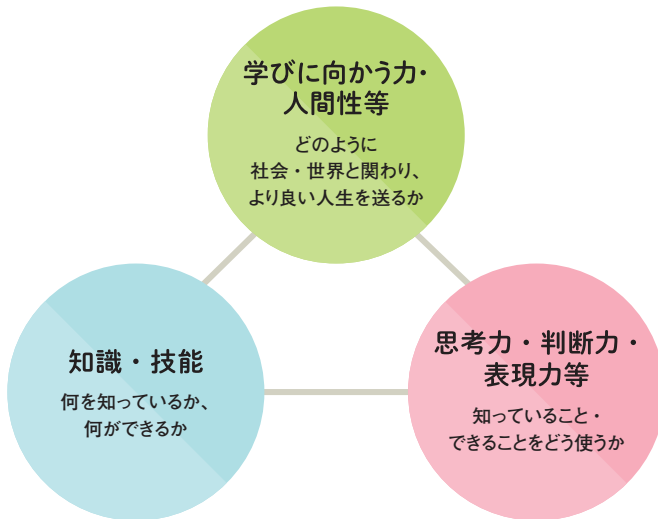 学びに向かう力・
人間性等
どのように
社会・世界と関わり、
より良い人生を送るか
知識・技能
何を知っているか、
何ができるか
思考力・判断力・
表現力等
知っていること・
できることをどう使うか